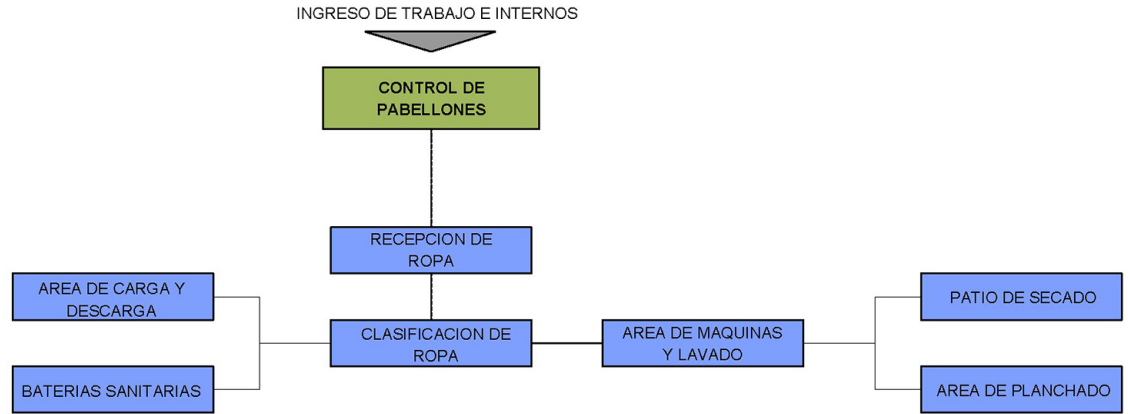 INGRESO DE TRABAJO E INTERNOS
CONTROL DE
PABELLONES
RECEPCION DE
ROPA
AREA DE CARGA Y
DESCARGA
CLASIFICACION DE
ROPA
AREA DE MAQUINAS
Y LAVADO
PATIO DE SECADO
BATERIAS SANITARIAS
AREA DE PLANCHADO